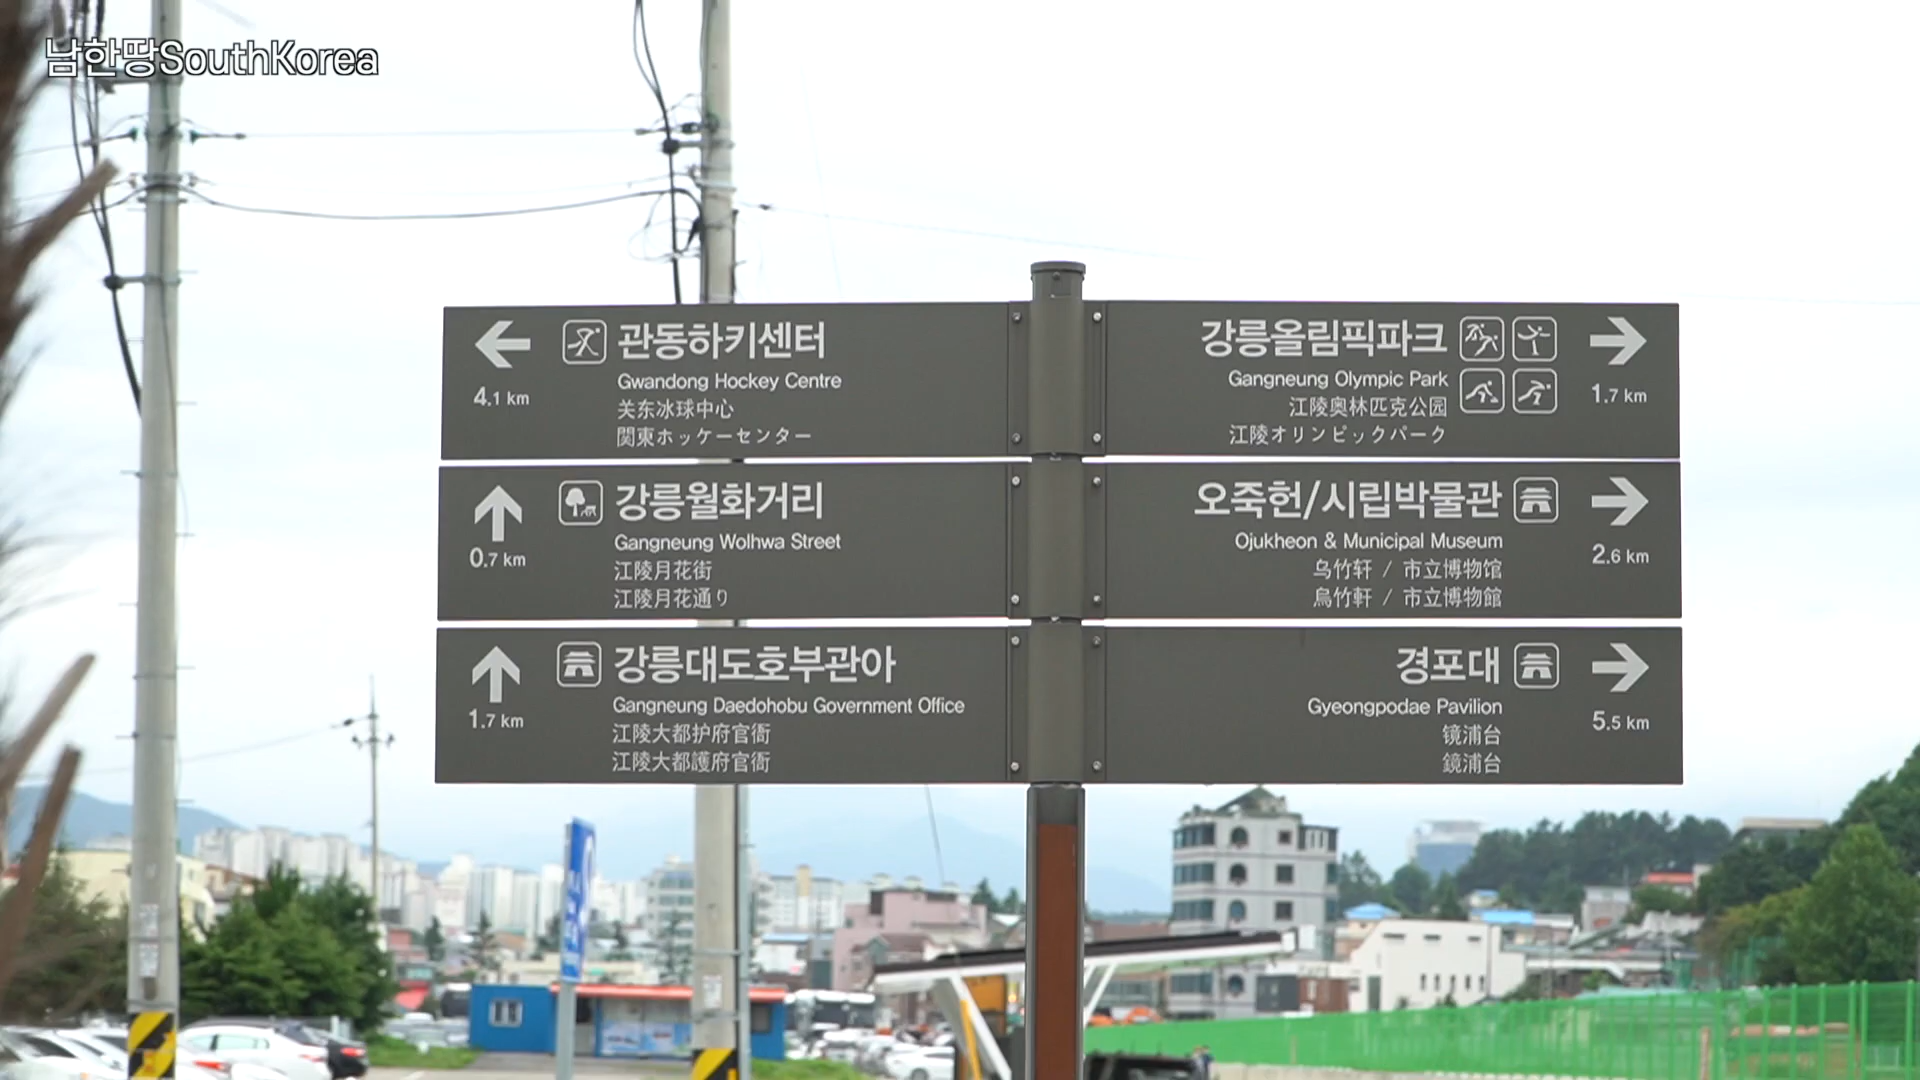 남한땅SouthKorea
관동하키센터
Gwandong Hockey Centre
关东冰球中心
関東ホッケーセンター
4.1 km
강릉올림픽파크
Gangneung Olympic Park
江陵奥林匹克公园
江陵オリンピックパーク
1.7 km
강릉월화거리
Gangneung Wolhwa Street
江陵月花街
江陵月花通り
0.7 km
오죽헌/시립박물관
Ojukheon & Municipal Museum
乌竹轩 / 市立博物馆
烏竹軒 / 市立博物館
2.6 km
강릉대도호부관아
Gangneung Daedohobu Government Office
江陵大都护府官衙
江陵大都護府官衙
1.7 km
경포대
Gyeongpodae Pavilion
镜浦台
鏡浦台
5.5 km